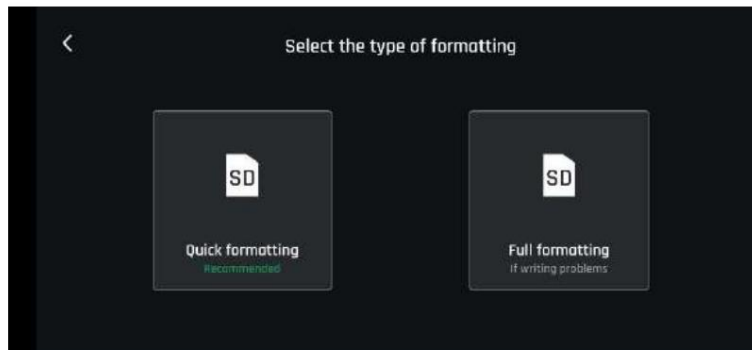 Select the type of formatting
SD
Quick formatting
Recommended
SD
Full formatting
If writing problems